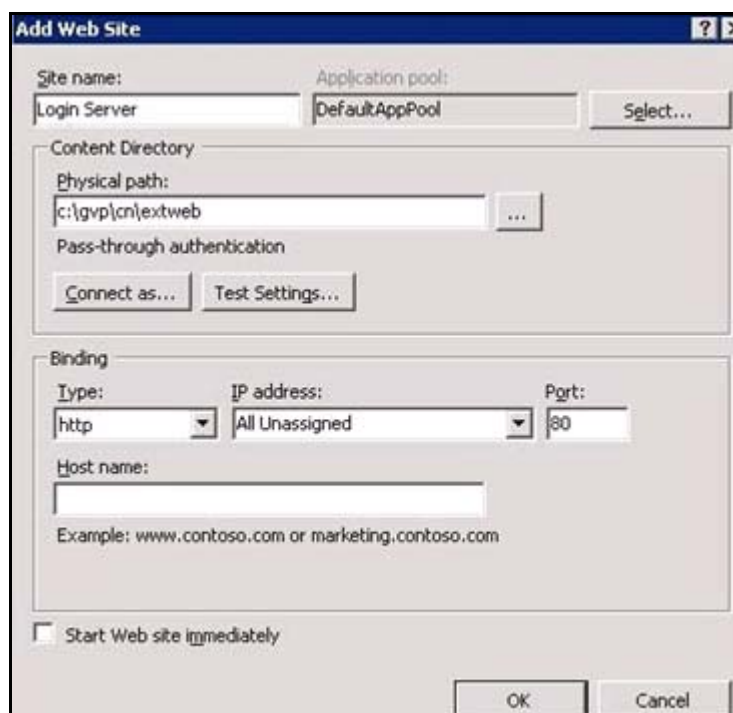 Add Web Site
Site name:
Application pool:
Login Server
DefaultAppPool
Select...
Content Directory
Physical path:
c:\gvp\cn\extweb
...
Pass-through authentication
Connect as...
Test Settings...
Binding
Type:
IP address:
Port:
http
All Unassigned
80
Host name:
Example: www.contoso.com or marketing.contoso.com
Start Web site immediately
OK
Cancel